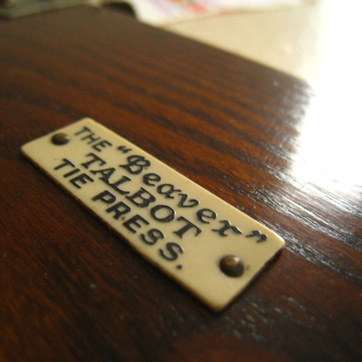 THE "Beaver"
TALBOT
TIE PRESS.